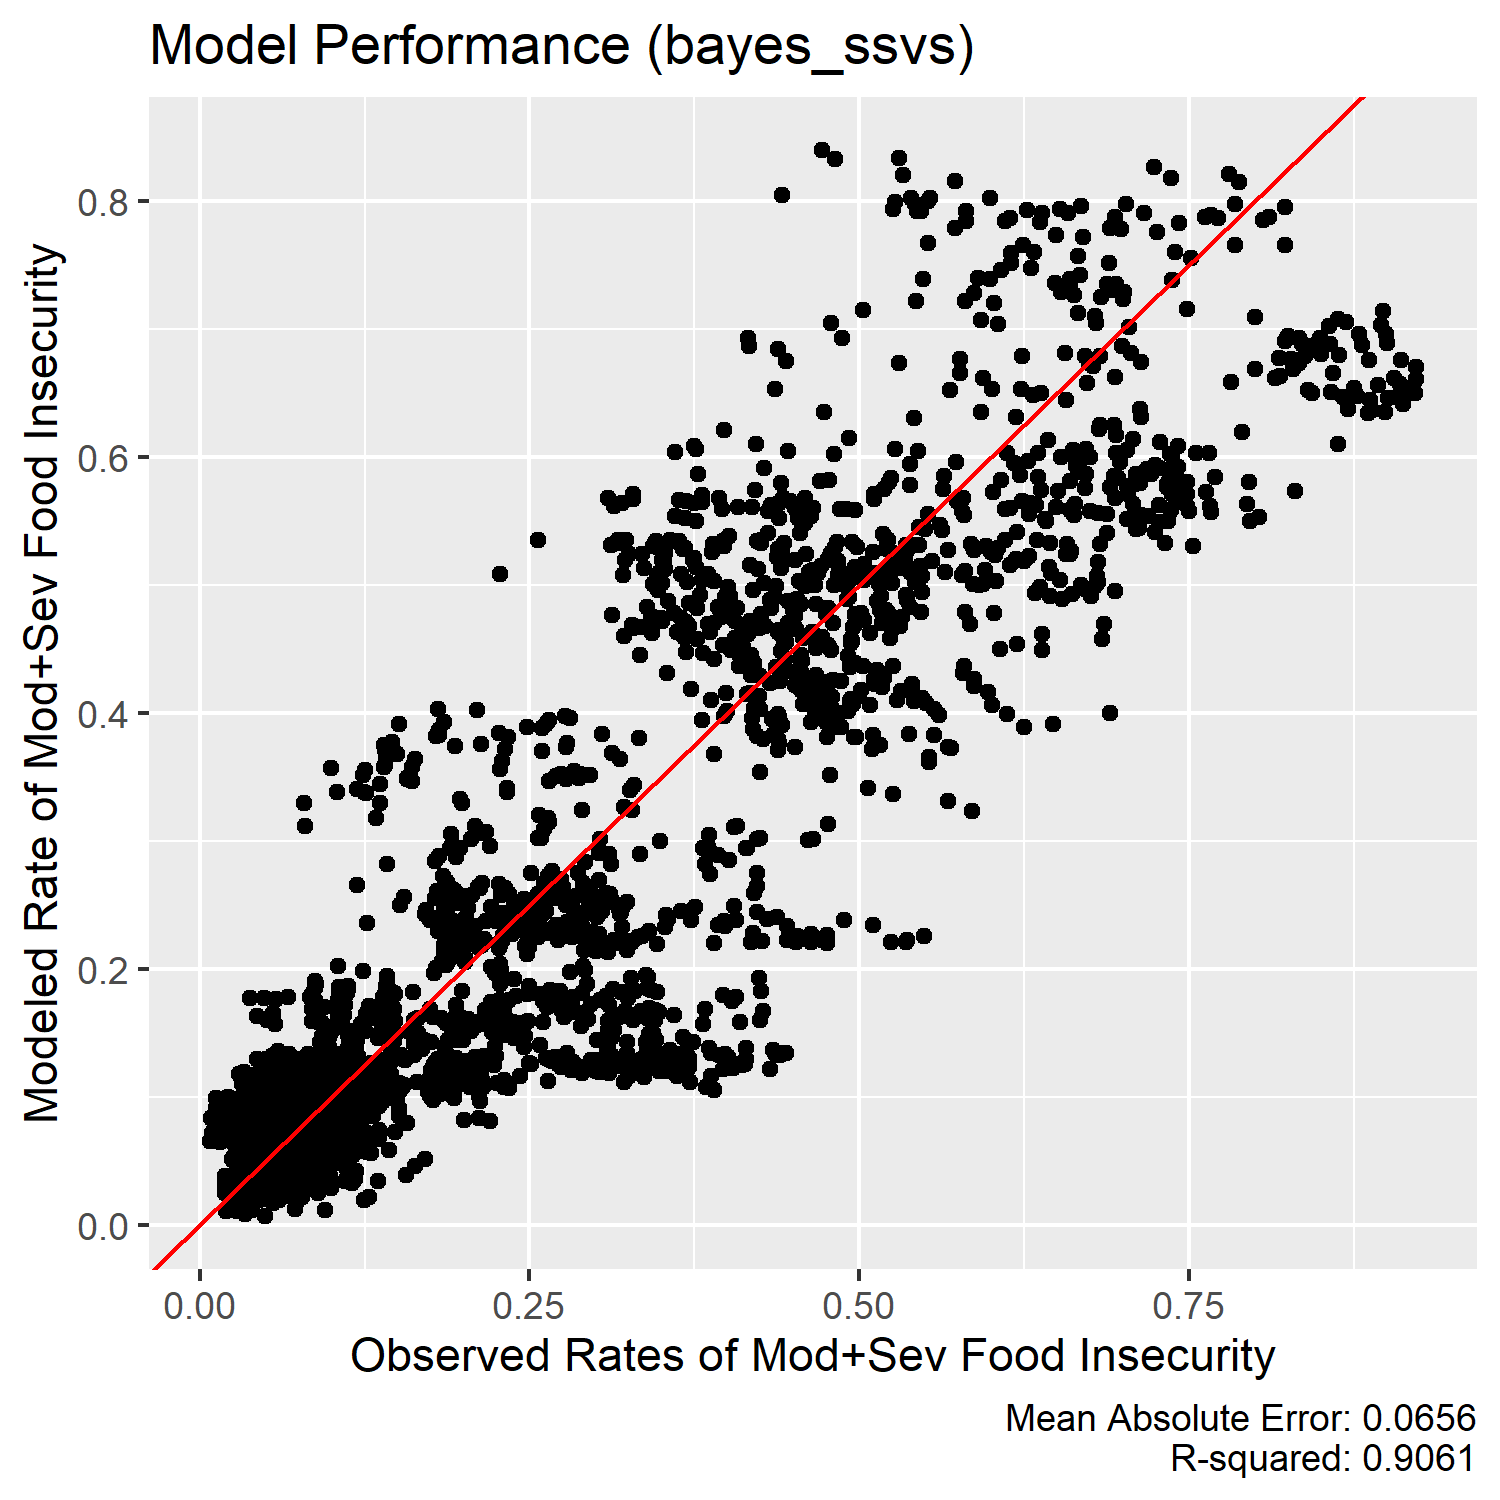 Model Performance (bayes_ssvs)
Modeled Rate of Mod+Sev Food Insecurity
0.8
0.6
0.4
0.2
0.0
0.00 0.25 0.50 0.75
Observed Rates of Mod+Sev Food Insecurity
Mean Absolute Error: 0.0656
R-squared: 0.9061